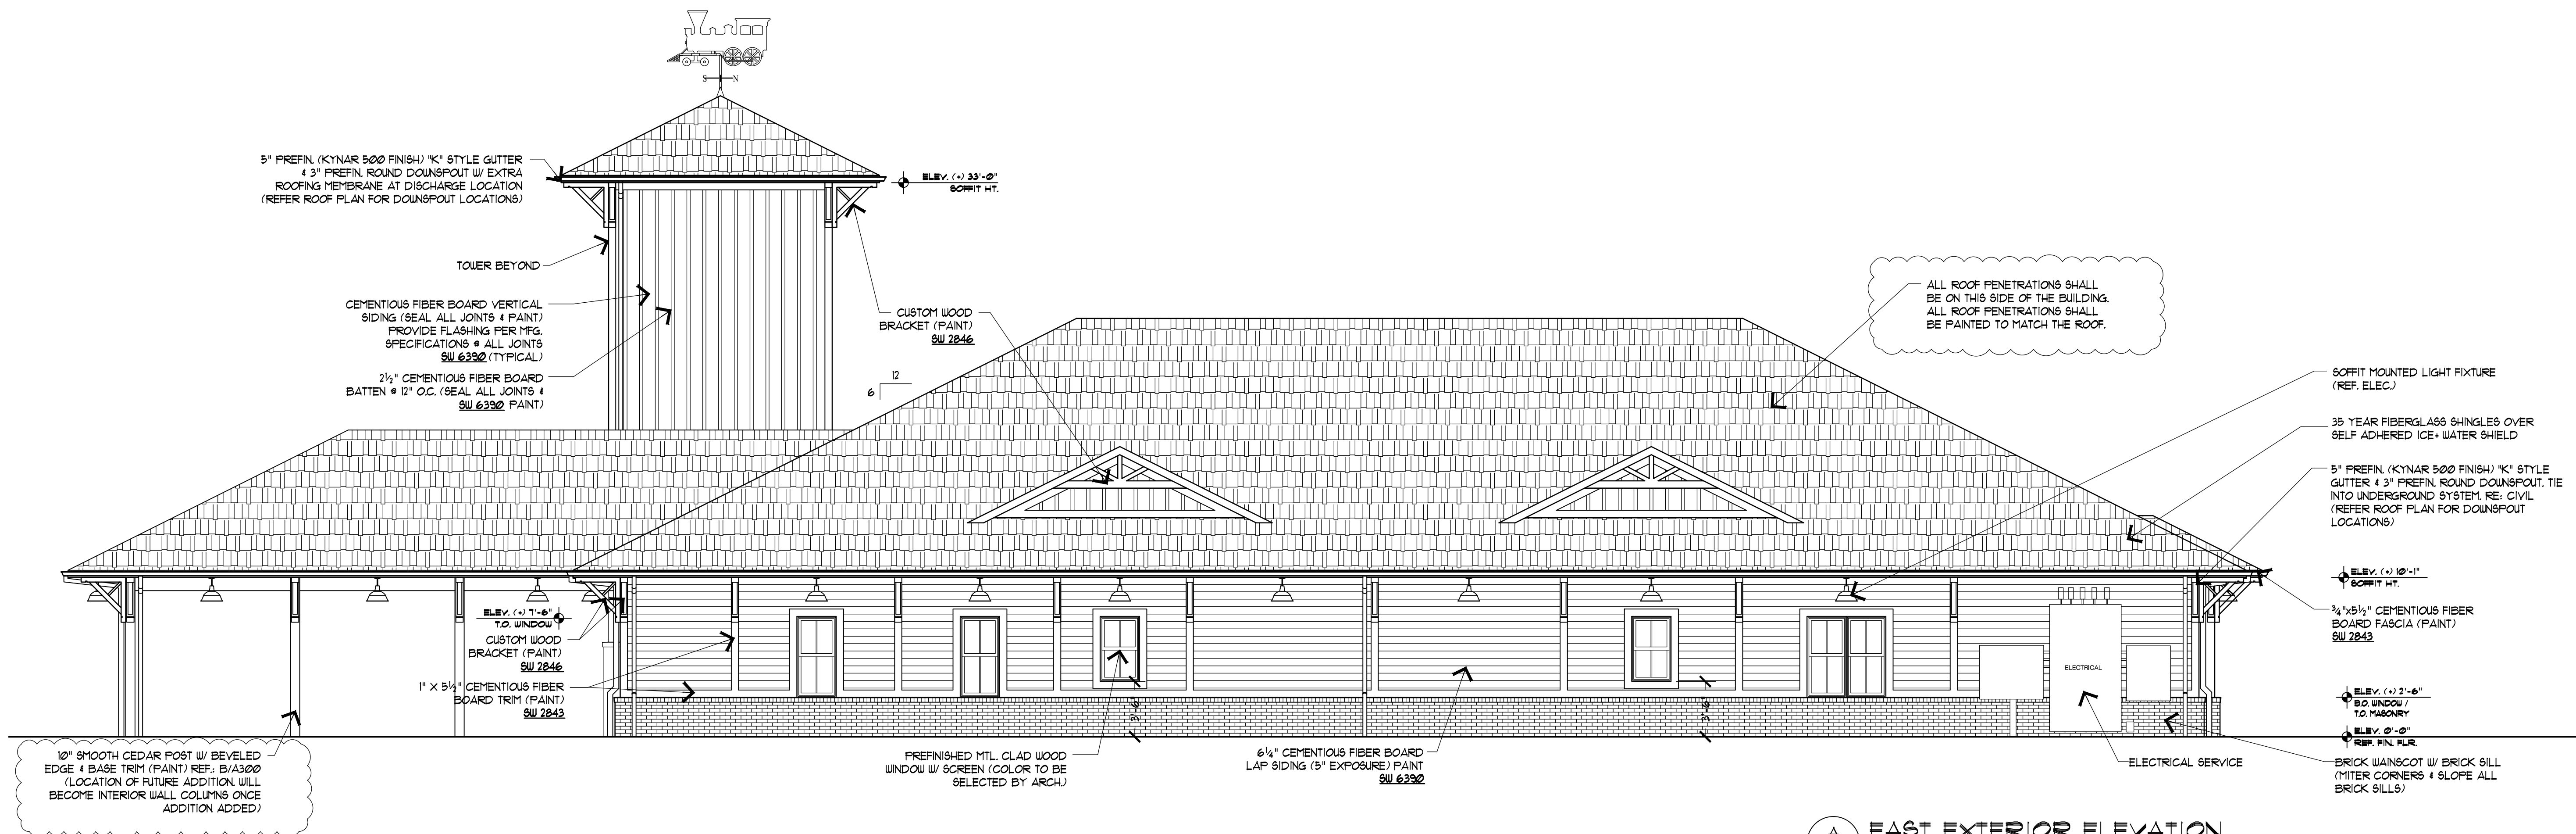 S N
5" PREFIN. (KYNAR 500 FINISH) "K" STYLE GUTTER
& 3" PREFIN. ROUND DOWNSPOUT W/ EXTRA
ROOFING MEMBRANE AT DISCHARGE LOCATION
(REFER ROOF PLAN FOR DOWNSPOUT LOCATIONS)
ELEV. (+) 33'-0"
SOFFIT HT.
TOWER BEYOND
CEMENTIOUS FIBER BOARD VERTICAL
SIDING (SEAL ALL JOINTS & PAINT)
PROVIDE FLASHING PER MFG.
SPECIFICATIONS @ ALL JOINTS
SW 6390 (TYPICAL)
2½" CEMENTIOUS FIBER BOARD
BATTEN @ 12" O.C. (SEAL ALL JOINTS &
SW 6390 PAINT)
CUSTOM WOOD
BRACKET (PAINT)
SW 2846
12
6
ALL ROOF PENETRATIONS SHALL
BE ON THIS SIDE OF THE BUILDING.
ALL ROOF PENETRATIONS SHALL
BE PAINTED TO MATCH THE ROOF.
SOFFIT MOUNTED LIGHT FIXTURE
(REF. ELEC.)
35 YEAR FIBERGLASS SHINGLES OVER
SELF ADHERED ICE+ WATER SHIELD
5" PREFIN. (KYNAR 500 FINISH) "K" STYLE
GUTTER & 3" PREFIN. ROUND DOWNSPOUT. TIE
INTO UNDERGROUND SYSTEM. RE: CIVIL
(REFER ROOF PLAN FOR DOWNSPOUT
LOCATIONS)
ELEV. (+) 10'-1"
SOFFIT HT.
¾"x5½" CEMENTIOUS FIBER
BOARD FASCIA (PAINT)
SW 2843
ELEV. (+) 7'-6"
T.O. WINDOW
CUSTOM WOOD
BRACKET (PAINT)
SW 2846
1" X 5½" CEMENTIOUS FIBER
BOARD TRIM (PAINT)
SW 2843
ELECTRICAL
3'-6"
3'-6"
ELEV. (+) 2'-6"
B.O. WINDOW /
T.O. MASONRY
ELEV. 0'-0"
REF. FIN. FLR.
10" SMOOTH CEDAR POST W/ BEVELED
EDGE & BASE TRIM (PAINT) REF.: B/A300
(LOCATION OF FUTURE ADDITION. WILL
BECOME INTERIOR WALL COLUMNS ONCE
ADDITION ADDED)
PREFINISHED MTL. CLAD WOOD
WINDOW W/ SCREEN (COLOR TO BE
SELECTED BY ARCH.)
6¼" CEMENTIOUS FIBER BOARD
LAP SIDING (5" EXPOSURE) PAINT
SW 6390
ELECTRICAL SERVICE
BRICK WAINSCOT W/ BRICK SILL
(MITER CORNERS & SLOPE ALL
BRICK SILLS)
A EAST EXTERIOR ELEVATION